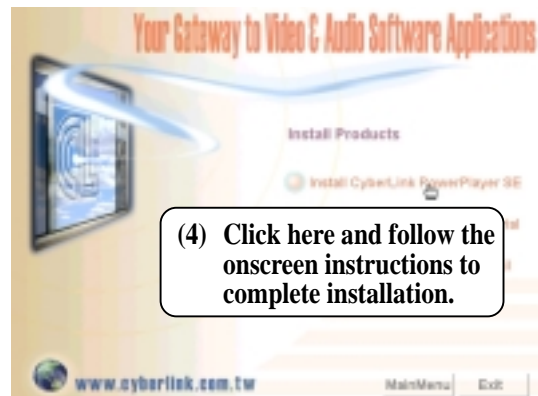 Your Gateway to Video & Audio Software Applications
Install Products
Install CyberLink PowerPlayer SE
(4) Click here and follow the
onscreen instructions to
complete installation.
www.cyberlink.com.tw
MainMenu Exit